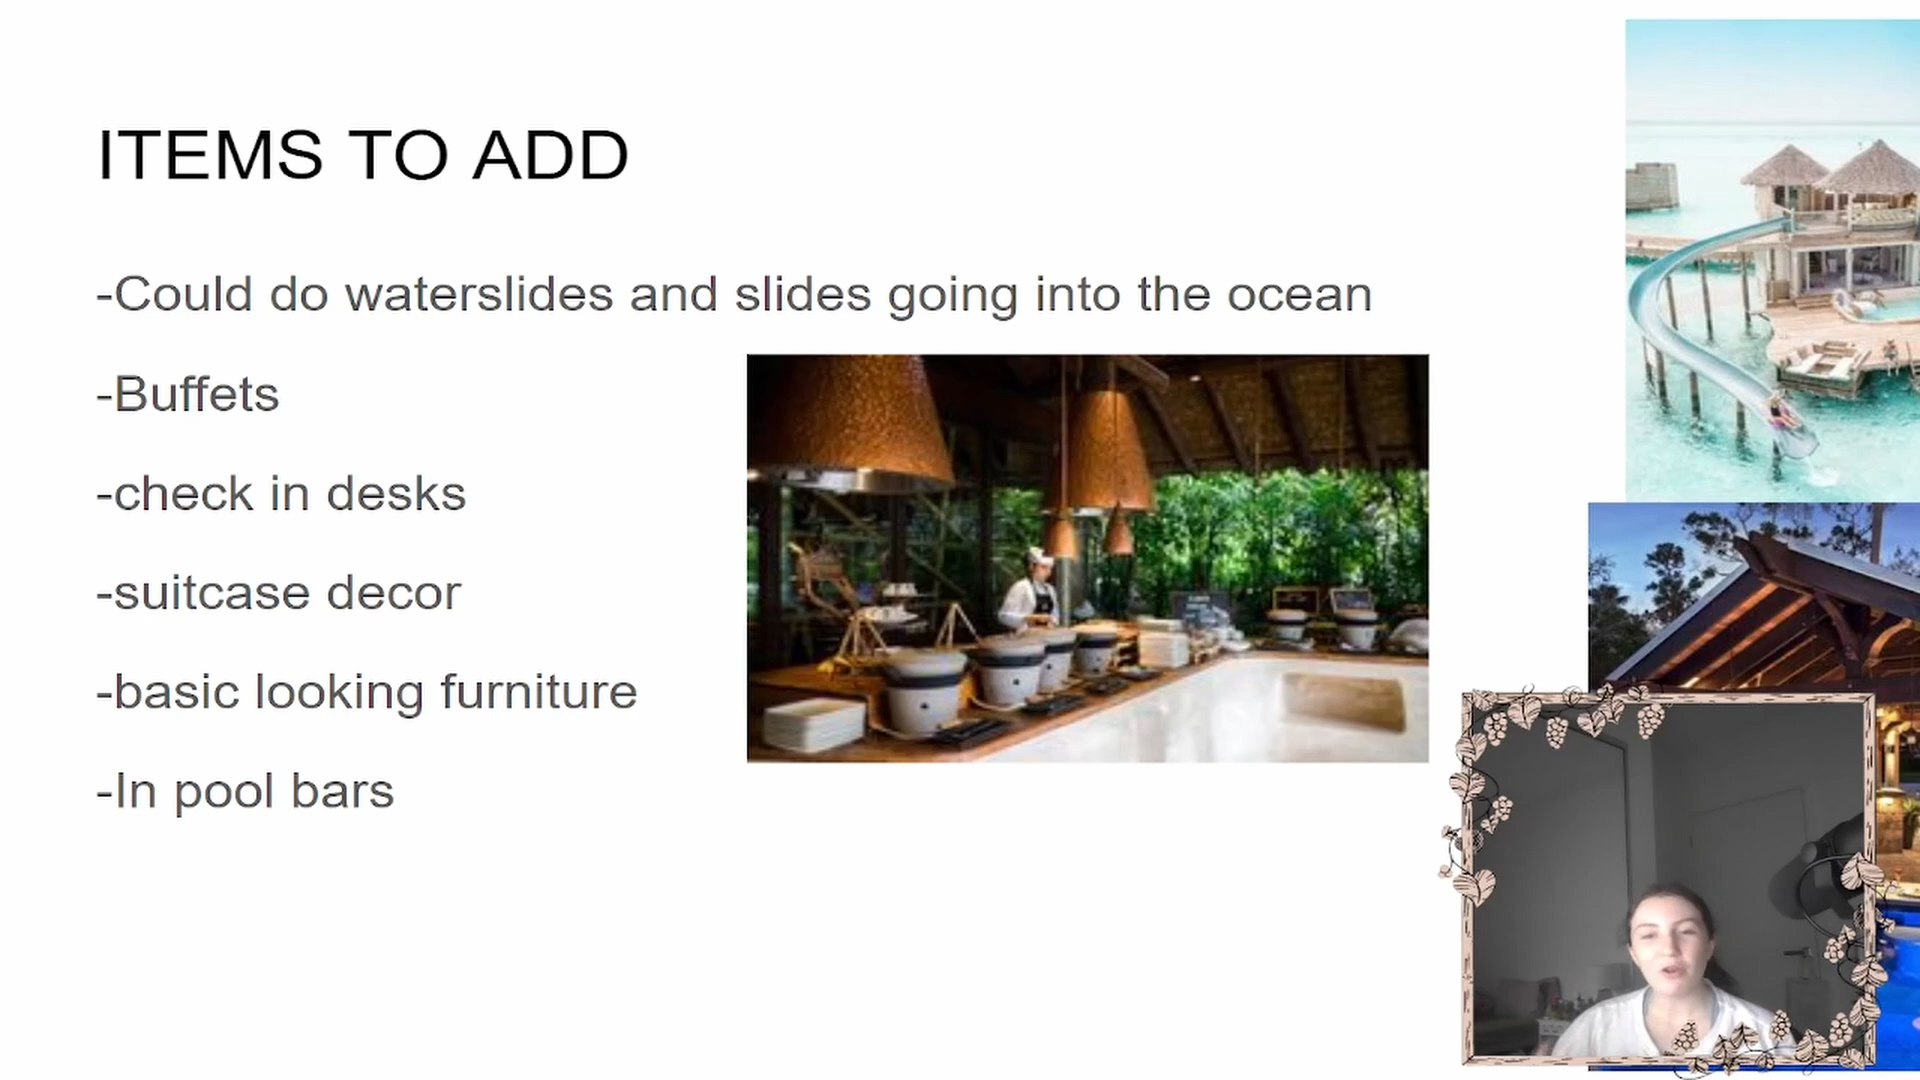 ITEMS TO ADD
-Could do waterslides and slides going into the ocean
-Buffets
-check in desks
-suitcase decor
-basic looking furniture
-In pool bars